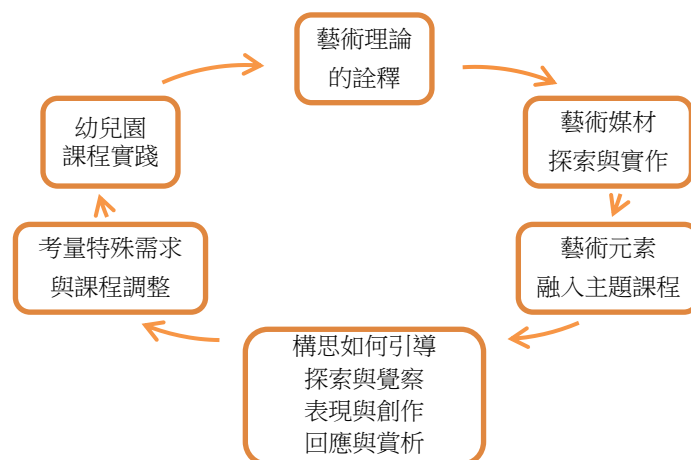 藝術理論
的詮釋
藝術媒材
探索與實作
藝術元素
融入主題課程
構思如何引導
探索與覺察
表現與創作
回應與賞析
考量特殊需求
與課程調整
幼兒園
課程實踐